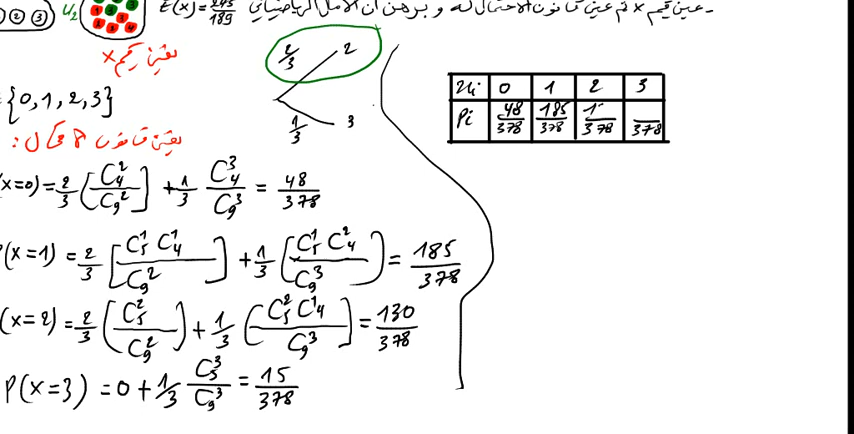 ② ③ U₂ E(x)=245/189 ـ عين قيم x ثم عين قانون الاحتمال له و برهن أن الأمل الرياضياتي
تعيين قيم x
2/3 2
={0,1,2,3}
1/3 3
xi 0 1 2 3
Pi 48/378 185/378 1/378 /378
تعيين قانون الاحتمال :
(x=0) = 2/3 [C₄²/C₉²] + 1/3 C₄³/C₉³ = 48/378
P(x=1) = 2/3 [C₅¹ C₄¹/C₉²] + 1/3 [C₅¹ C₄²/C₉³] = 185/378
(x=2) = 2/3 (C₅²/C₉²) + 1/3 (C₅² C₄¹/C₉³) = 130/378
P(x=3) = 0 + 1/3 C₅³/C₉³ = 15/378